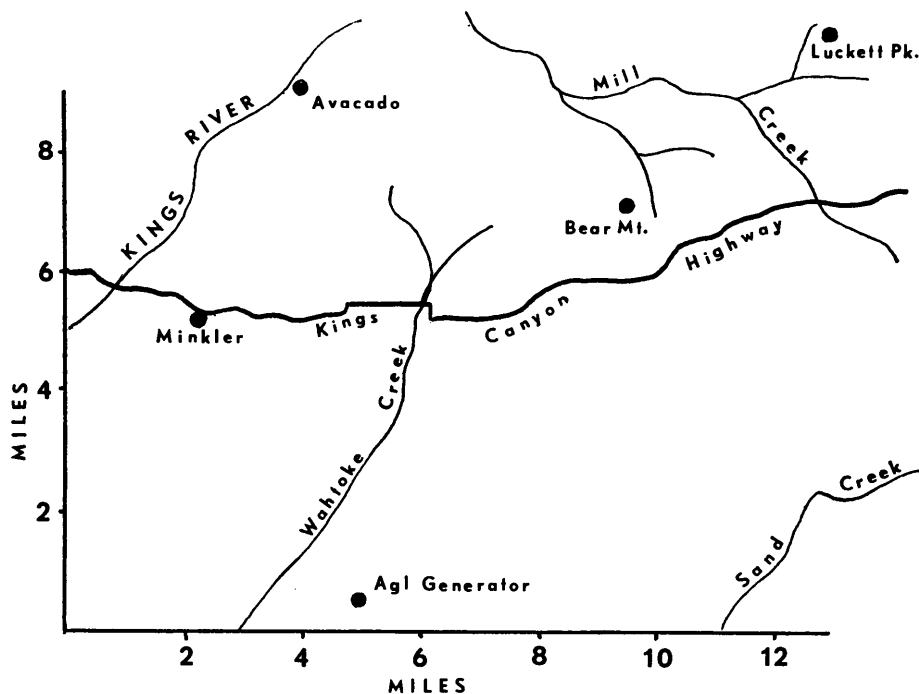 Luckett Pk.
Mill
Creek
Avacado
KINGS RIVER
8
Bear Mt.
6
Kings Canyon Highway
Minkler
4
MILES
Wahtoke Creek
2
Sand Creek
Agl Generator
2 4 6 8 10 12
MILES